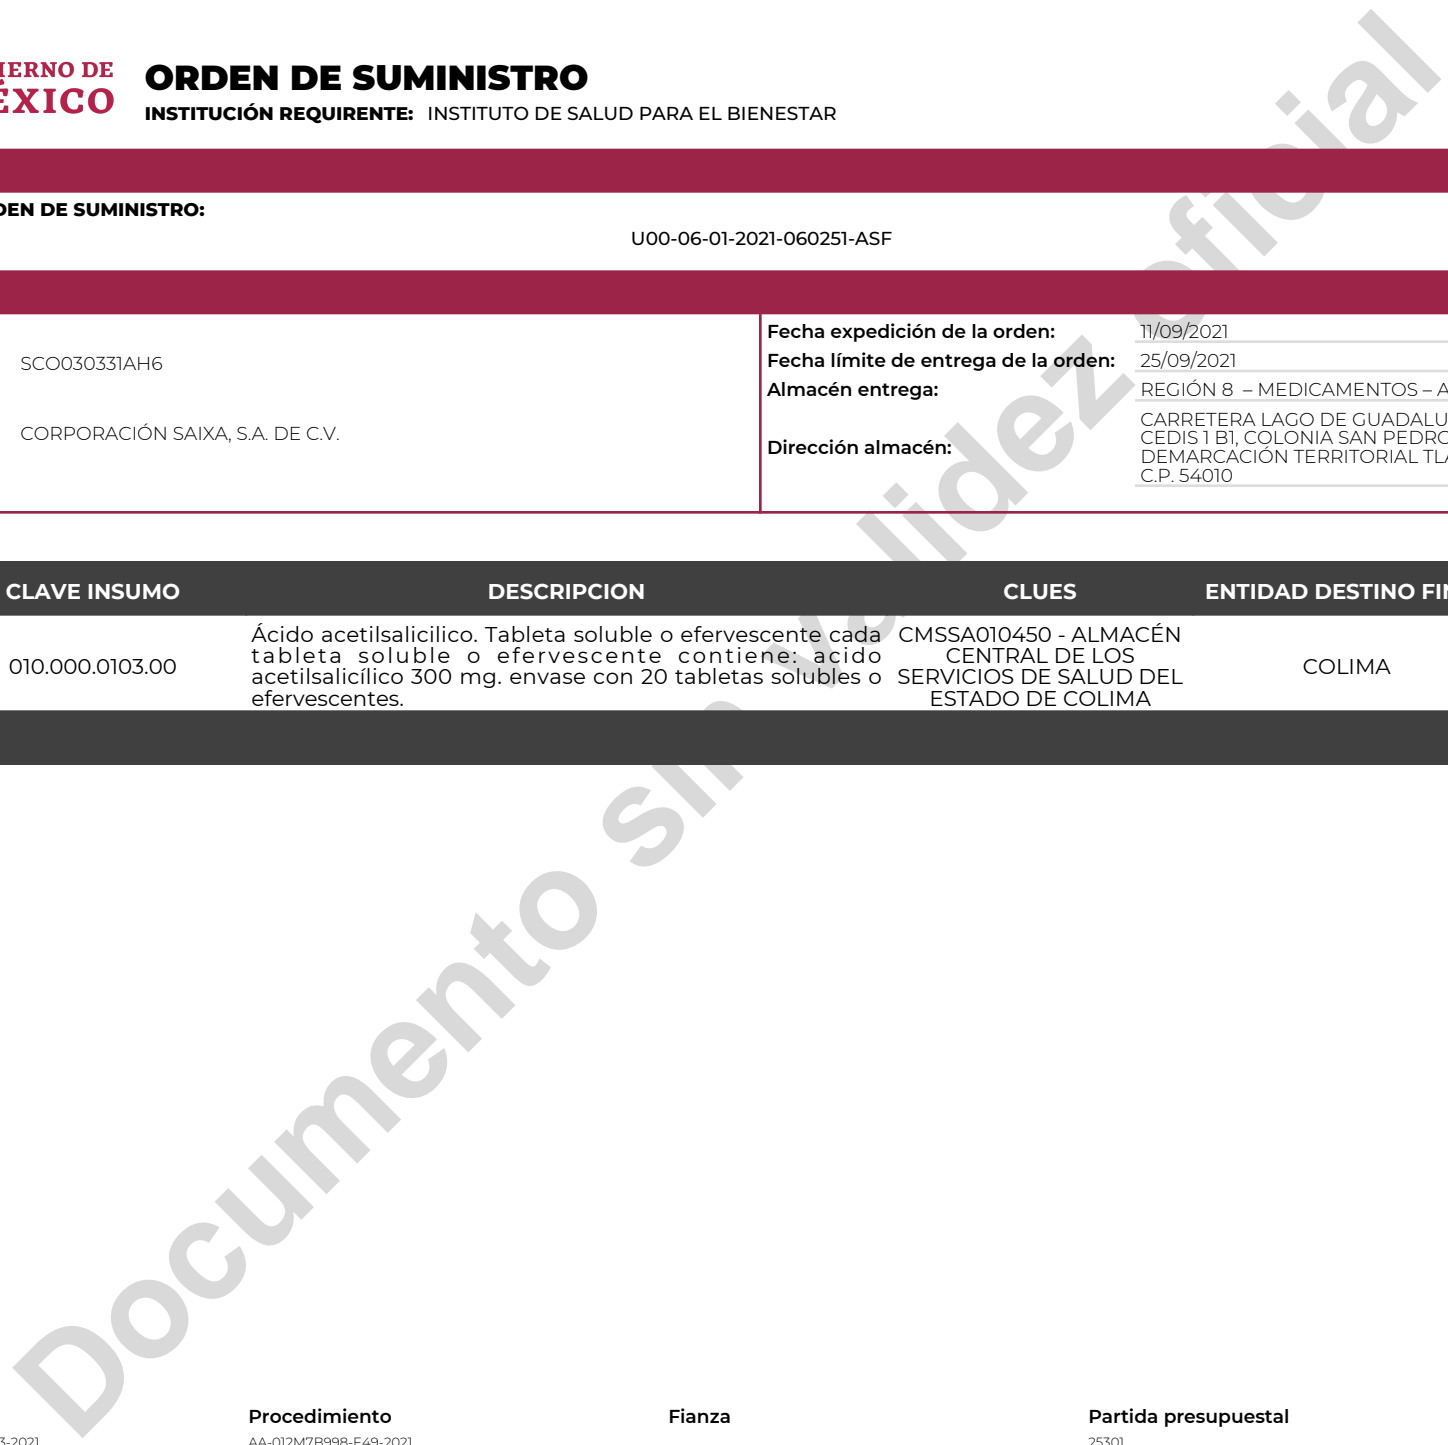 ORDEN DE SUMINISTRO
INSTITUCIÓN REQUIRENTE: INSTITUTO DE SALUD PARA EL BIENESTAR
IERNO DE
ÉXICO
DEN DE SUMINISTRO:
U00-06-01-2021-060251-ASF
SCO030331AH6
CORPORACIÓN SAIXA, S.A. DE C.V.
Fecha expedición de la orden: 11/09/2021
Fecha límite de entrega de la orden: 25/09/2021
Almacén entrega: REGIÓN 8 – MEDICAMENTOS – A
Dirección almacén:
CARRETERA LAGO DE GUADALU
CEDIS 1 B1, COLONIA SAN PEDRO
DEMARCACIÓN TERRITORIAL TLA
C.P. 54010
CLAVE INSUMO DESCRIPCION CLUES ENTIDAD DESTINO FIN
010.000.0103.00
Ácido acetilsalicilico. Tableta soluble o efervescente cada
tableta soluble o efervescente contiene: acido
acetilsalicílico 300 mg. envase con 20 tabletas solubles o
efervescentes.
CMSSA010450 - ALMACÉN
CENTRAL DE LOS
SERVICIOS DE SALUD DEL
ESTADO DE COLIMA
COLIMA
Documento sin validez oficial
Procedimiento Fianza Partida presupuestal
3-2021 AA-012M7B998-E49-2021 25301